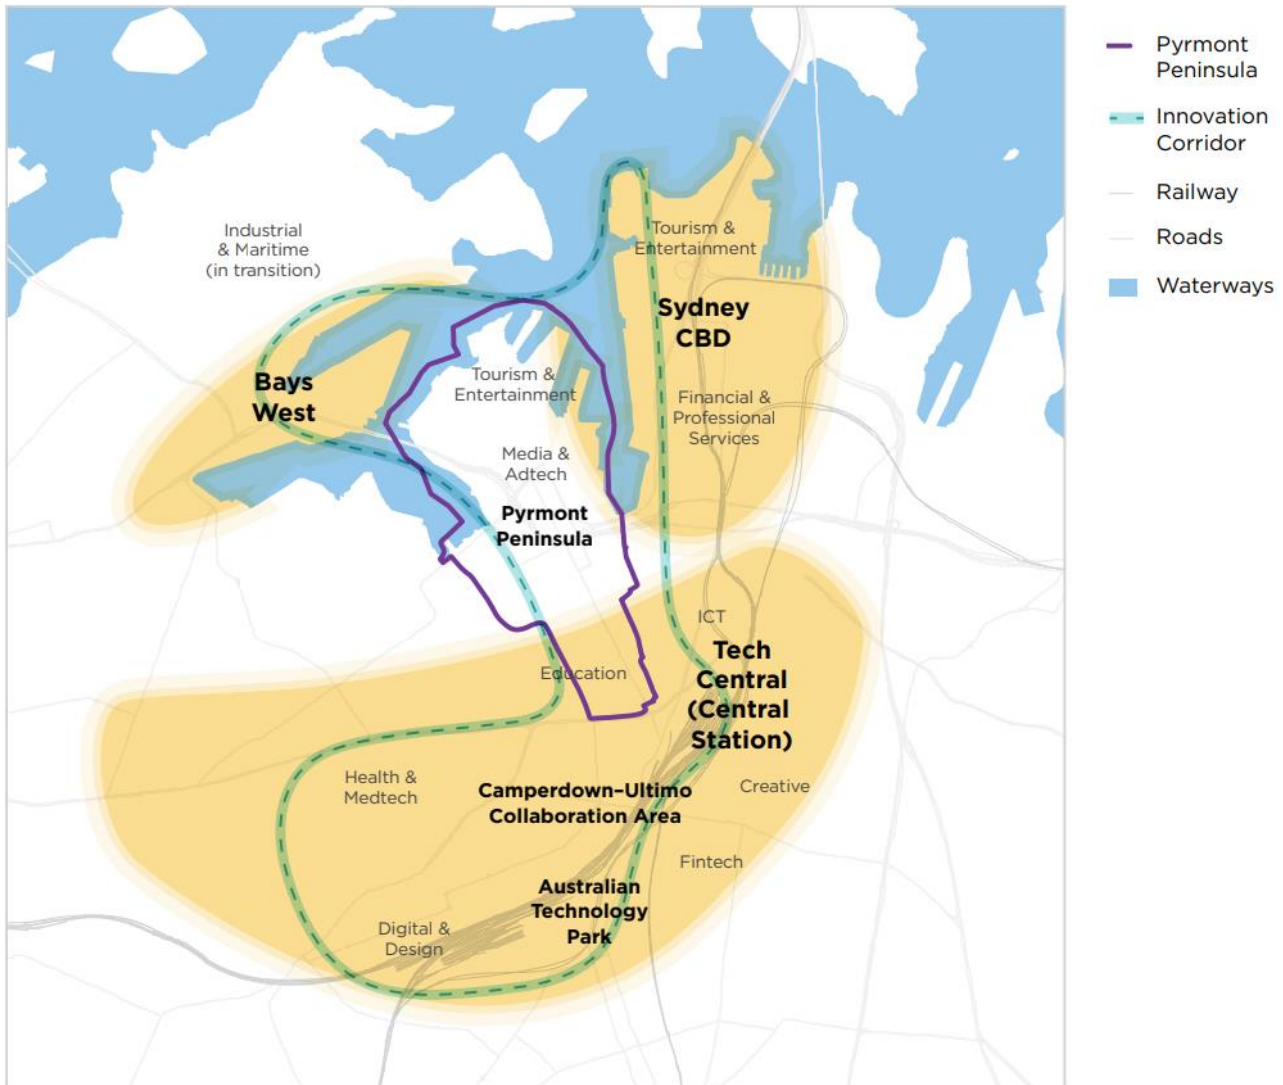 Pyrmont
Peninsula
Innovation
Corridor
Railway
Roads
Waterways
Industrial
& Maritime
(in transition)
Tourism &
Entertainment
Sydney
CBD
Bays
West
Tourism &
Entertainment
Financial &
Professional
Services
Media &
Adtech
Pyrmont
Peninsula
ICT
Tech
Central
(Central
Station)
Education
Health &
Medtech
Camperdown–Ultimo
Collaboration Area
Creative
Fintech
Australian
Technology
Park
Digital &
Design